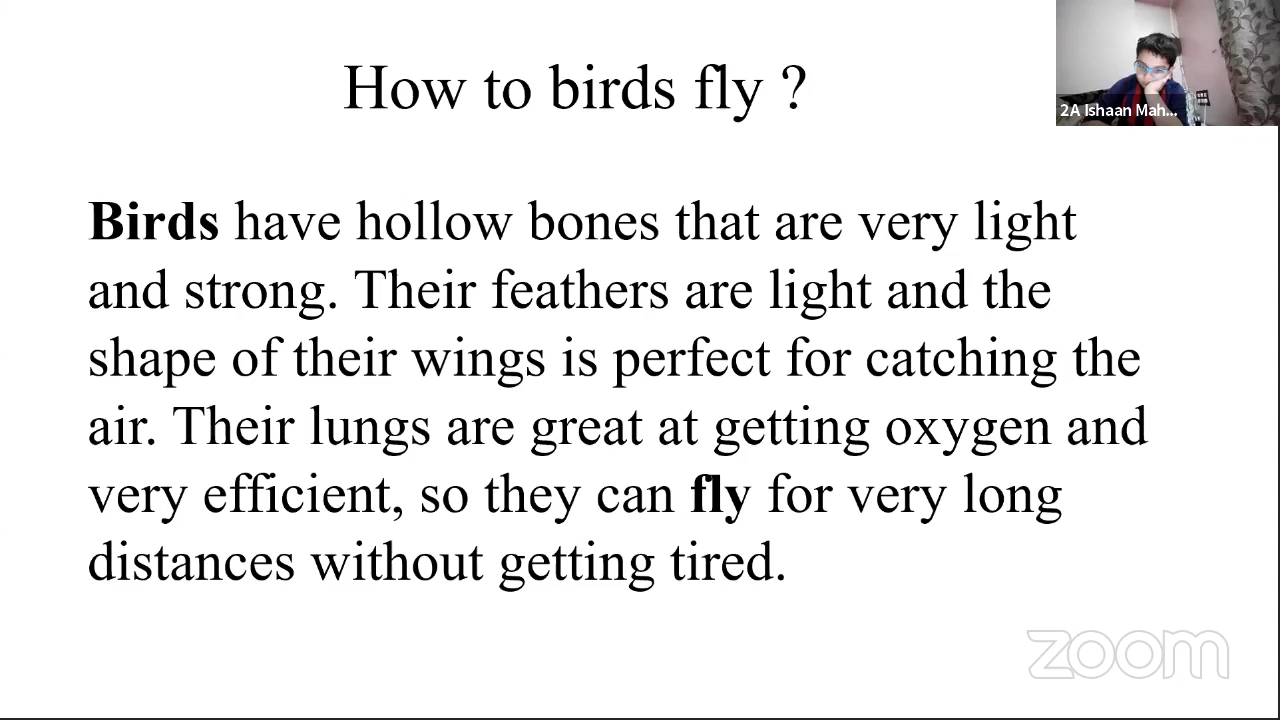 How to birds fly ?
2A Ishaan Mah...
Birds have hollow bones that are very light
and strong. Their feathers are light and the
shape of their wings is perfect for catching the
air. Their lungs are great at getting oxygen and
very efficient, so they can fly for very long
distances without getting tired.
zoom